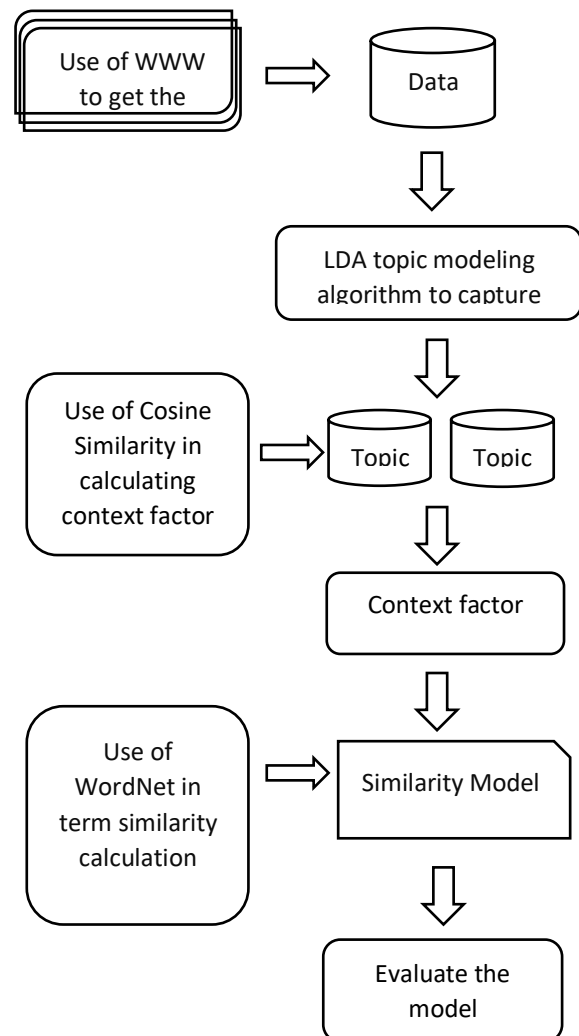 Use of WWW
to get the
Data
LDA topic modeling
algorithm to capture
Use of Cosine
Similarity in
calculating
context factor
Topic
Topic
Context factor
Use of
WordNet in
term similarity
calculation
Similarity Model
Evaluate the
model